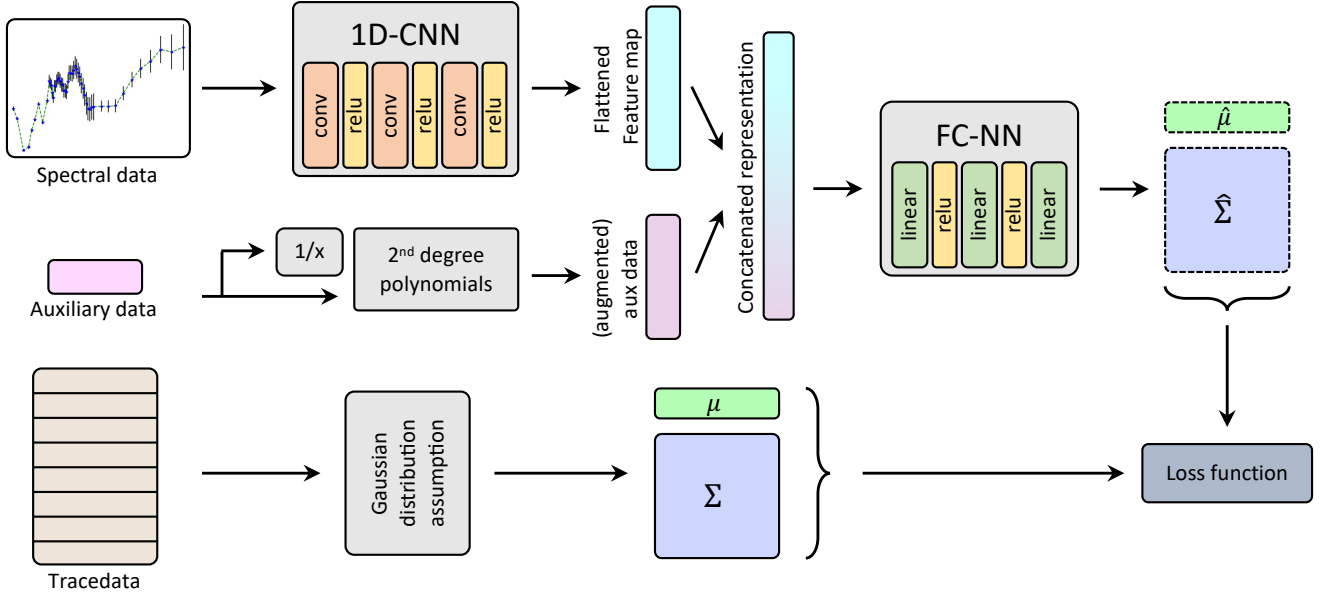 Spectral data
1D-CNN
conv
relu
conv
relu
conv
relu
Flattened
Feature map
Auxiliary data
1/x
2nd degree
polynomials
(augmented)
aux data
Concatenated representation
FC-NN
linear
relu
linear
relu
linear
μ̂
Σ̂
Tracedata
Gaussian
distribution
assumption
μ
Σ
Loss function